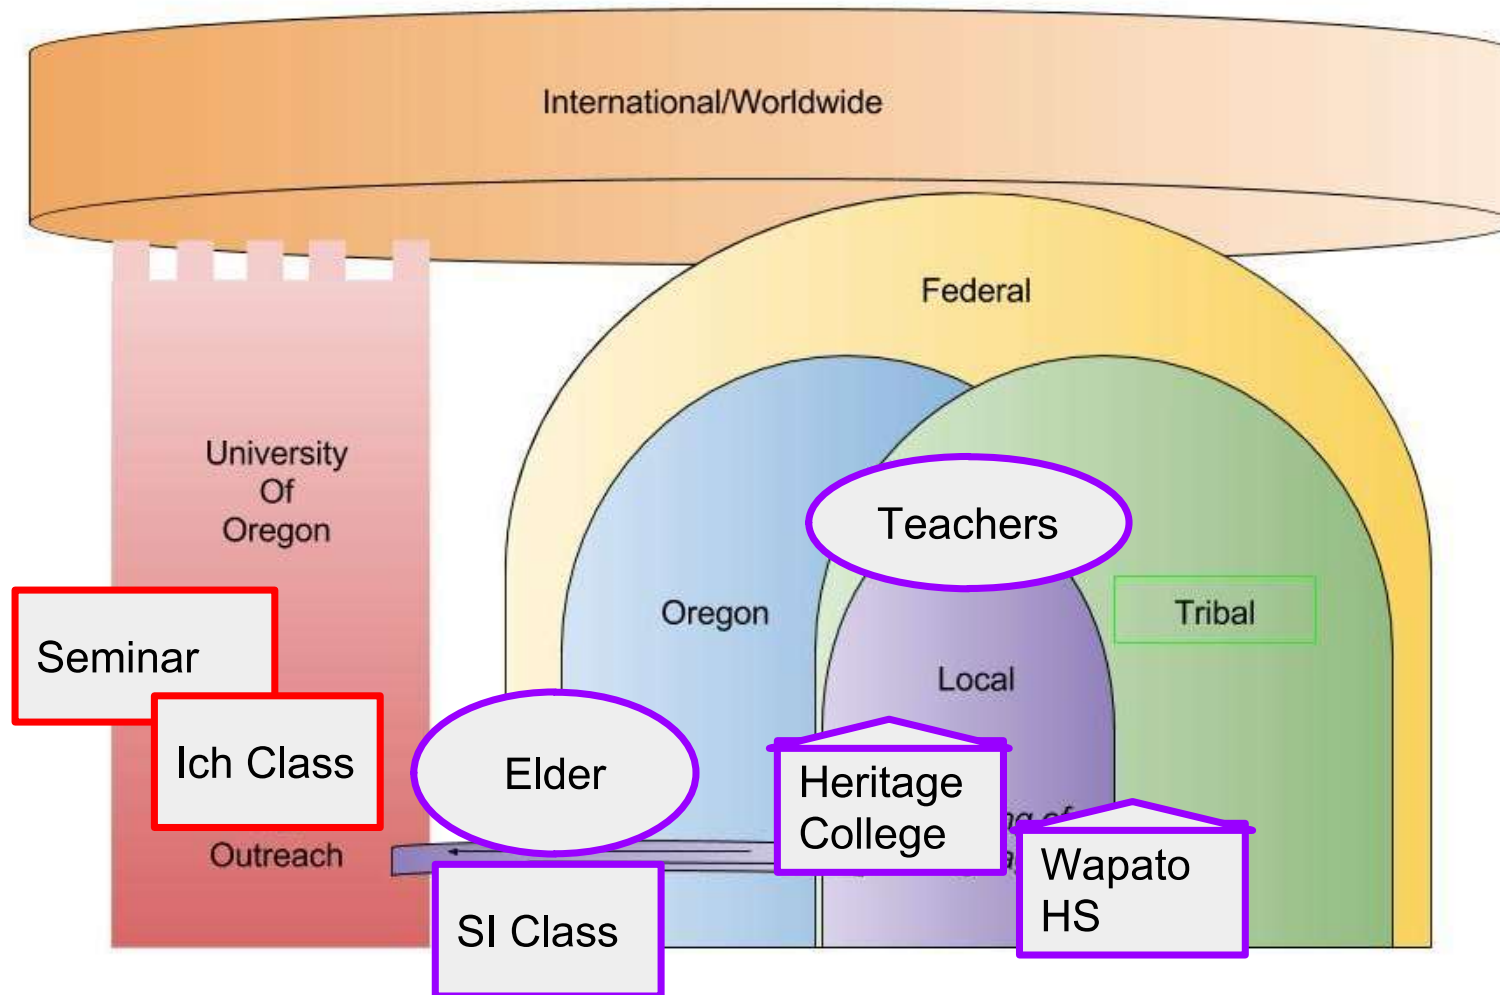 International/Worldwide
Federal
University
Of
Oregon
Teachers
Oregon
Tribal
Seminar
Local
Ich Class
Elder
Heritage
College
Outreach
Wapato
HS
SI Class